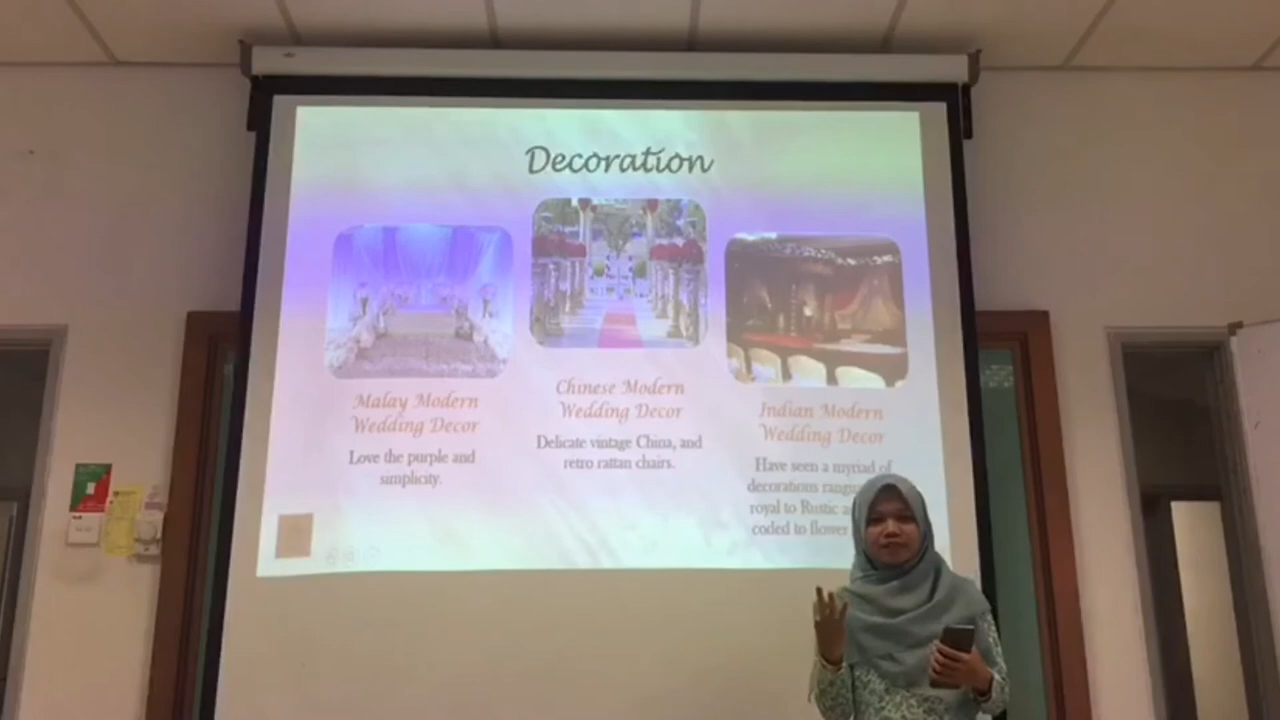 Decoration
Malay Modern
Wedding Decor
Love the purple and
simplicity.
Chinese Modern
Wedding Decor
Delicate vintage China, and
retro rattan chairs.
Indian Modern
Wedding Decor
Have seen a myriad of
decorations
royal to Rustic
coded to flower